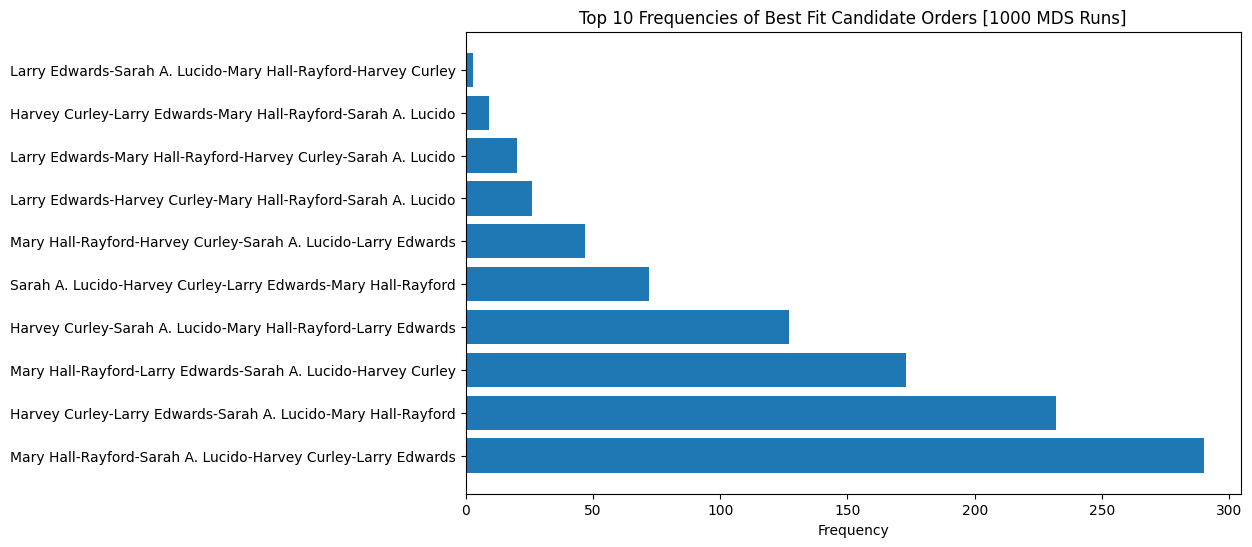 Top 10 Frequencies of Best Fit Candidate Orders [1000 MDS Runs]
Larry Edwards-Sarah A. Lucido-Mary Hall-Rayford-Harvey Curley
Harvey Curley-Larry Edwards-Mary Hall-Rayford-Sarah A. Lucido
Larry Edwards-Mary Hall-Rayford-Harvey Curley-Sarah A. Lucido
Larry Edwards-Harvey Curley-Mary Hall-Rayford-Sarah A. Lucido
Mary Hall-Rayford-Harvey Curley-Sarah A. Lucido-Larry Edwards
Sarah A. Lucido-Harvey Curley-Larry Edwards-Mary Hall-Rayford
Harvey Curley-Sarah A. Lucido-Mary Hall-Rayford-Larry Edwards
Mary Hall-Rayford-Larry Edwards-Sarah A. Lucido-Harvey Curley
Harvey Curley-Larry Edwards-Sarah A. Lucido-Mary Hall-Rayford
Mary Hall-Rayford-Sarah A. Lucido-Harvey Curley-Larry Edwards
0 50 100 150 200 250 300
Frequency